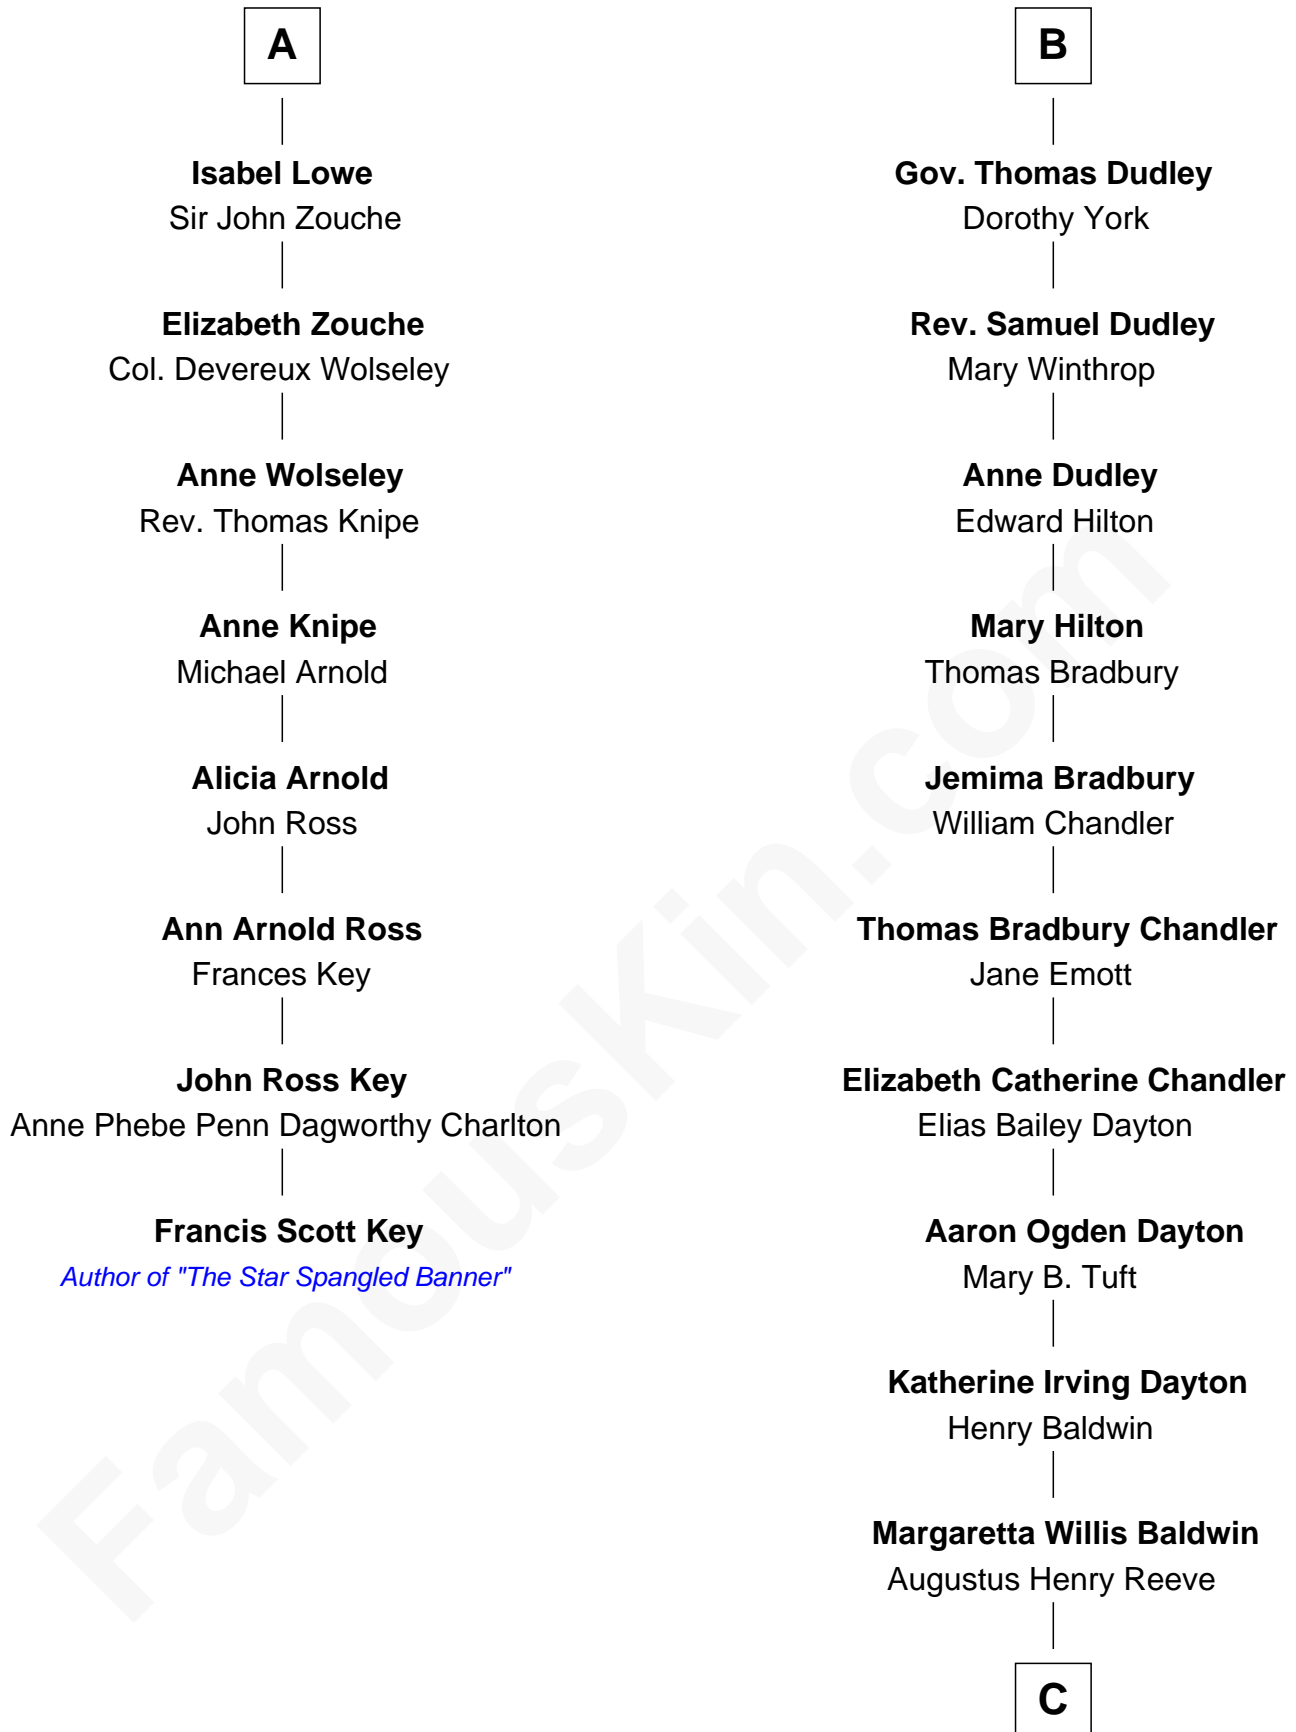 A
Isabel Lowe
Sir John Zouche
Elizabeth Zouche
Col. Devereux Wolseley
Anne Wolseley
Rev. Thomas Knipe
Anne Knipe
Michael Arnold
Alicia Arnold
John Ross
Ann Arnold Ross
Frances Key
John Ross Key
Anne Phebe Penn Dagworthy Charlton
Francis Scott Key
Author of "The Star Spangled Banner"
B
Gov. Thomas Dudley
Dorothy York
Rev. Samuel Dudley
Mary Winthrop
Anne Dudley
Edward Hilton
Mary Hilton
Thomas Bradbury
Jemima Bradbury
William Chandler
Thomas Bradbury Chandler
Jane Emott
Elizabeth Catherine Chandler
Elias Bailey Dayton
Aaron Ogden Dayton
Mary B. Tuft
Katherine Irving Dayton
Henry Baldwin
Margaretta Willis Baldwin
Augustus Henry Reeve
C
FamousKin.com